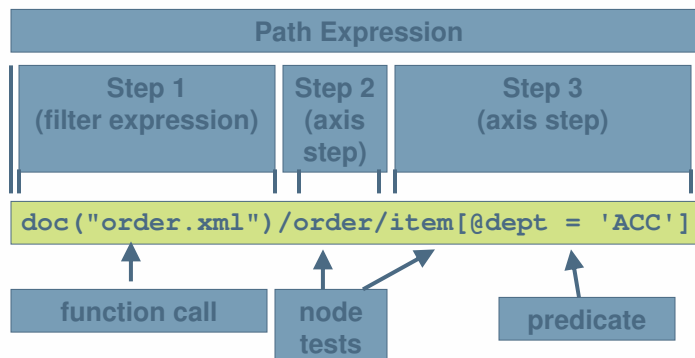 Path Expression
Step 1
(filter expression)
Step 2
(axis
step)
Step 3
(axis step)
doc("order.xml")/order/item[@dept = 'ACC']
function call
node
tests
predicate